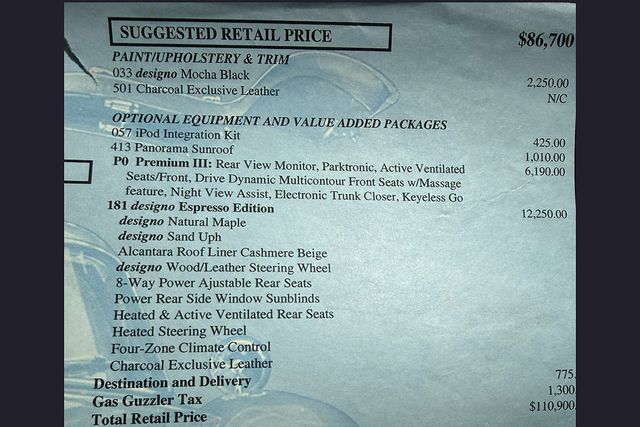 SUGGESTED RETAIL PRICE $86,700
PAINT/UPHOLSTERY & TRIM
033 designo Mocha Black 2,250.00
501 Charcoal Exclusive Leather N/C
OPTIONAL EQUIPMENT AND VALUE ADDED PACKAGES
057 iPod Integration Kit 425.00
413 Panorama Sunroof 1,010.00
P0 Premium III: Rear View Monitor, Parktronic, Active Ventilated 6,190.00
Seats/Front, Drive Dynamic Multicontour Front Seats w/Massage
feature, Night View Assist, Electronic Trunk Closer, Keyeless Go
181 designo Espresso Edition 12,250.00
designo Natural Maple
designo Sand Uph
Alcantara Roof Liner Cashmere Beige
designo Wood/Leather Steering Wheel
8-Way Power Ajustable Rear Seats
Power Rear Side Window Sunblinds
Heated & Active Ventilated Rear Seats
Heated Steering Wheel
Four-Zone Climate Control
Charcoal Exclusive Leather
Destination and Delivery 775.
Gas Guzzler Tax 1,300.
Total Retail Price $110,900.